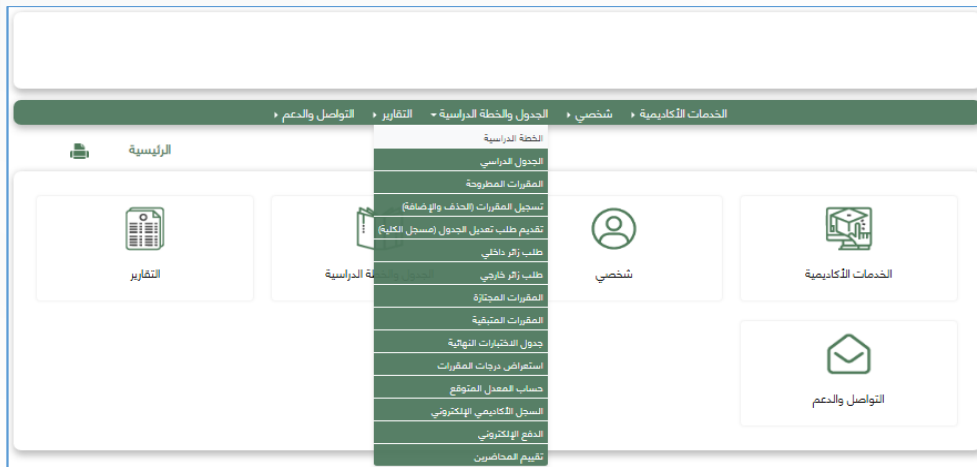 الخدمات الأكاديمية شخصي الجدول والخطة الدراسية التقارير التواصل والدعم
الرئيسية
الخطة الدراسية
الجدول الدراسي
المقررات المطروحة
تسجيل المقررات (الحذف والإضافة)
تقديم طلب تعديل الجدول (مسجل الكلية)
طلب زائر داخلي
طلب زائر خارجي
المقررات المجتازة
المقررات المتبقية
جدول الاختبارات النهائية
استعراض درجات المقررات
حساب المعدل المتوقع
السجل الأكاديمي الإلكتروني
الدفع الإلكتروني
تقييم المحاضرين
الخدمات الأكاديمية
شخصي
الجدول والخطة الدراسية
التقارير
التواصل والدعم